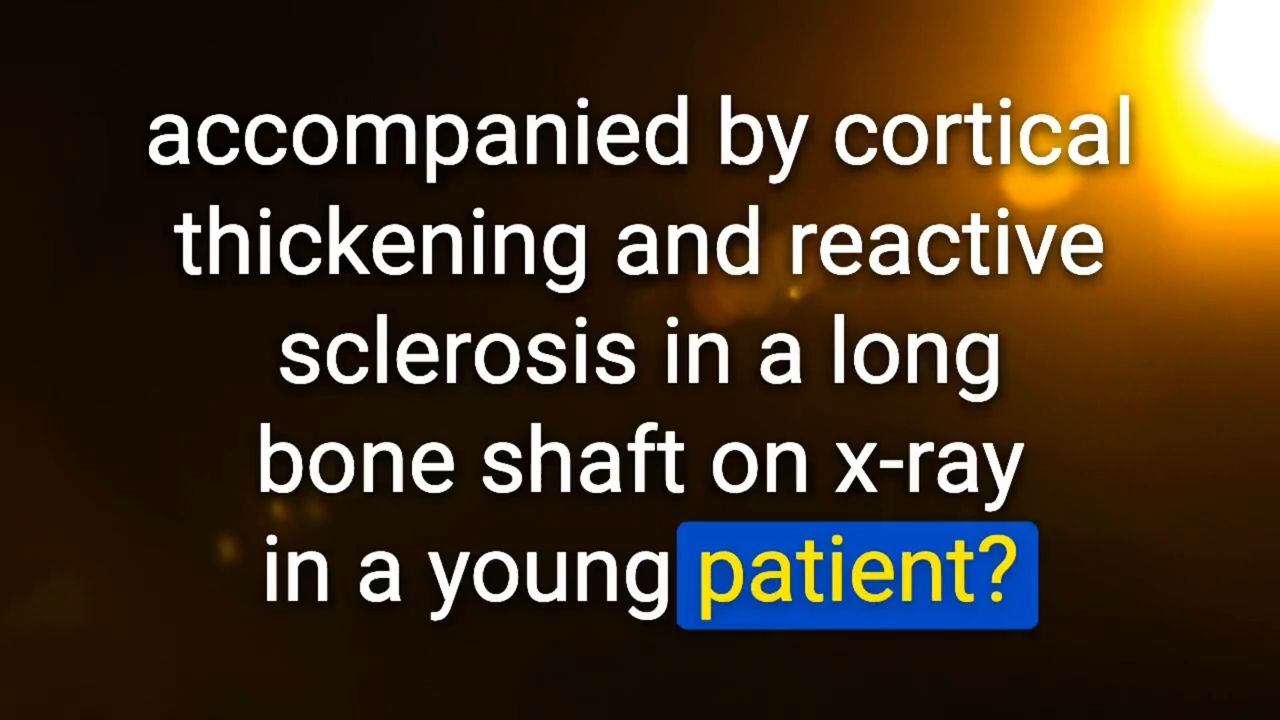 accompanied by cortical
thickening and reactive
sclerosis in a long
bone shaft on x-ray
in a young patient?